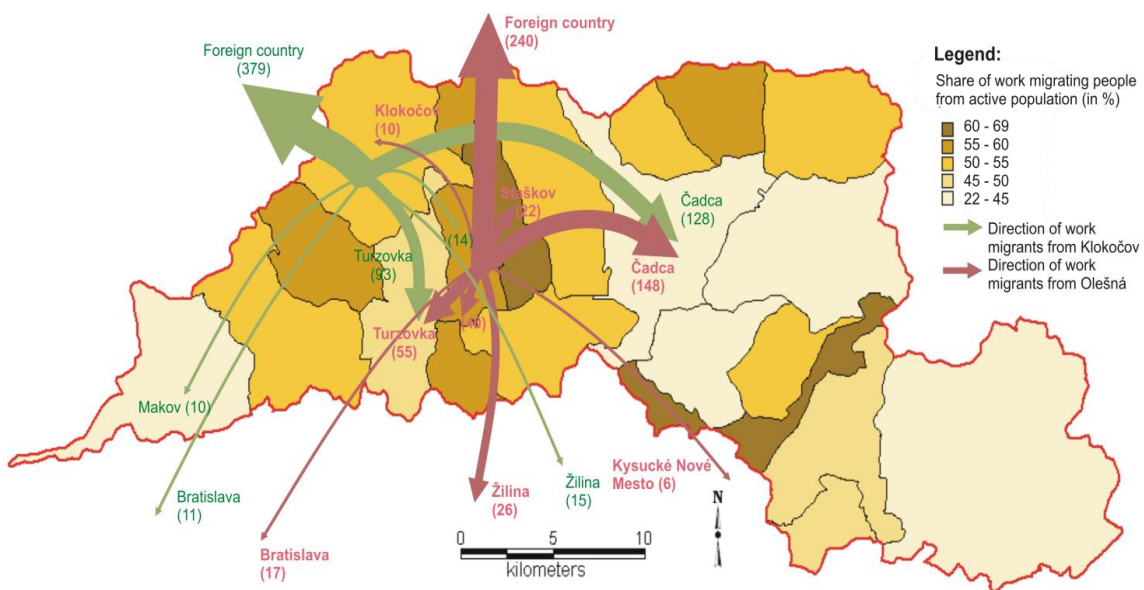 Foreign country
(240)
Foreign country
(379)
Klokočov
(10)
Staškov
(22)
Čadca
(128)
(14)
Turzovka
(93)
Čadca
(148)
(40)
Turzovka
(55)
Makov (10)
Bratislava
(11)
Žilina
(26)
Žilina
(15)
Kysucké Nové
Mesto (6)
Bratislava
(17)
N
0 5 10
kilometers
Legend:
Share of work migrating people
from active population (in %)
60 - 69
55 - 60
50 - 55
45 - 50
22 - 45
Direction of work
migrants from Klokočov
Direction of work
migrants from Olešná